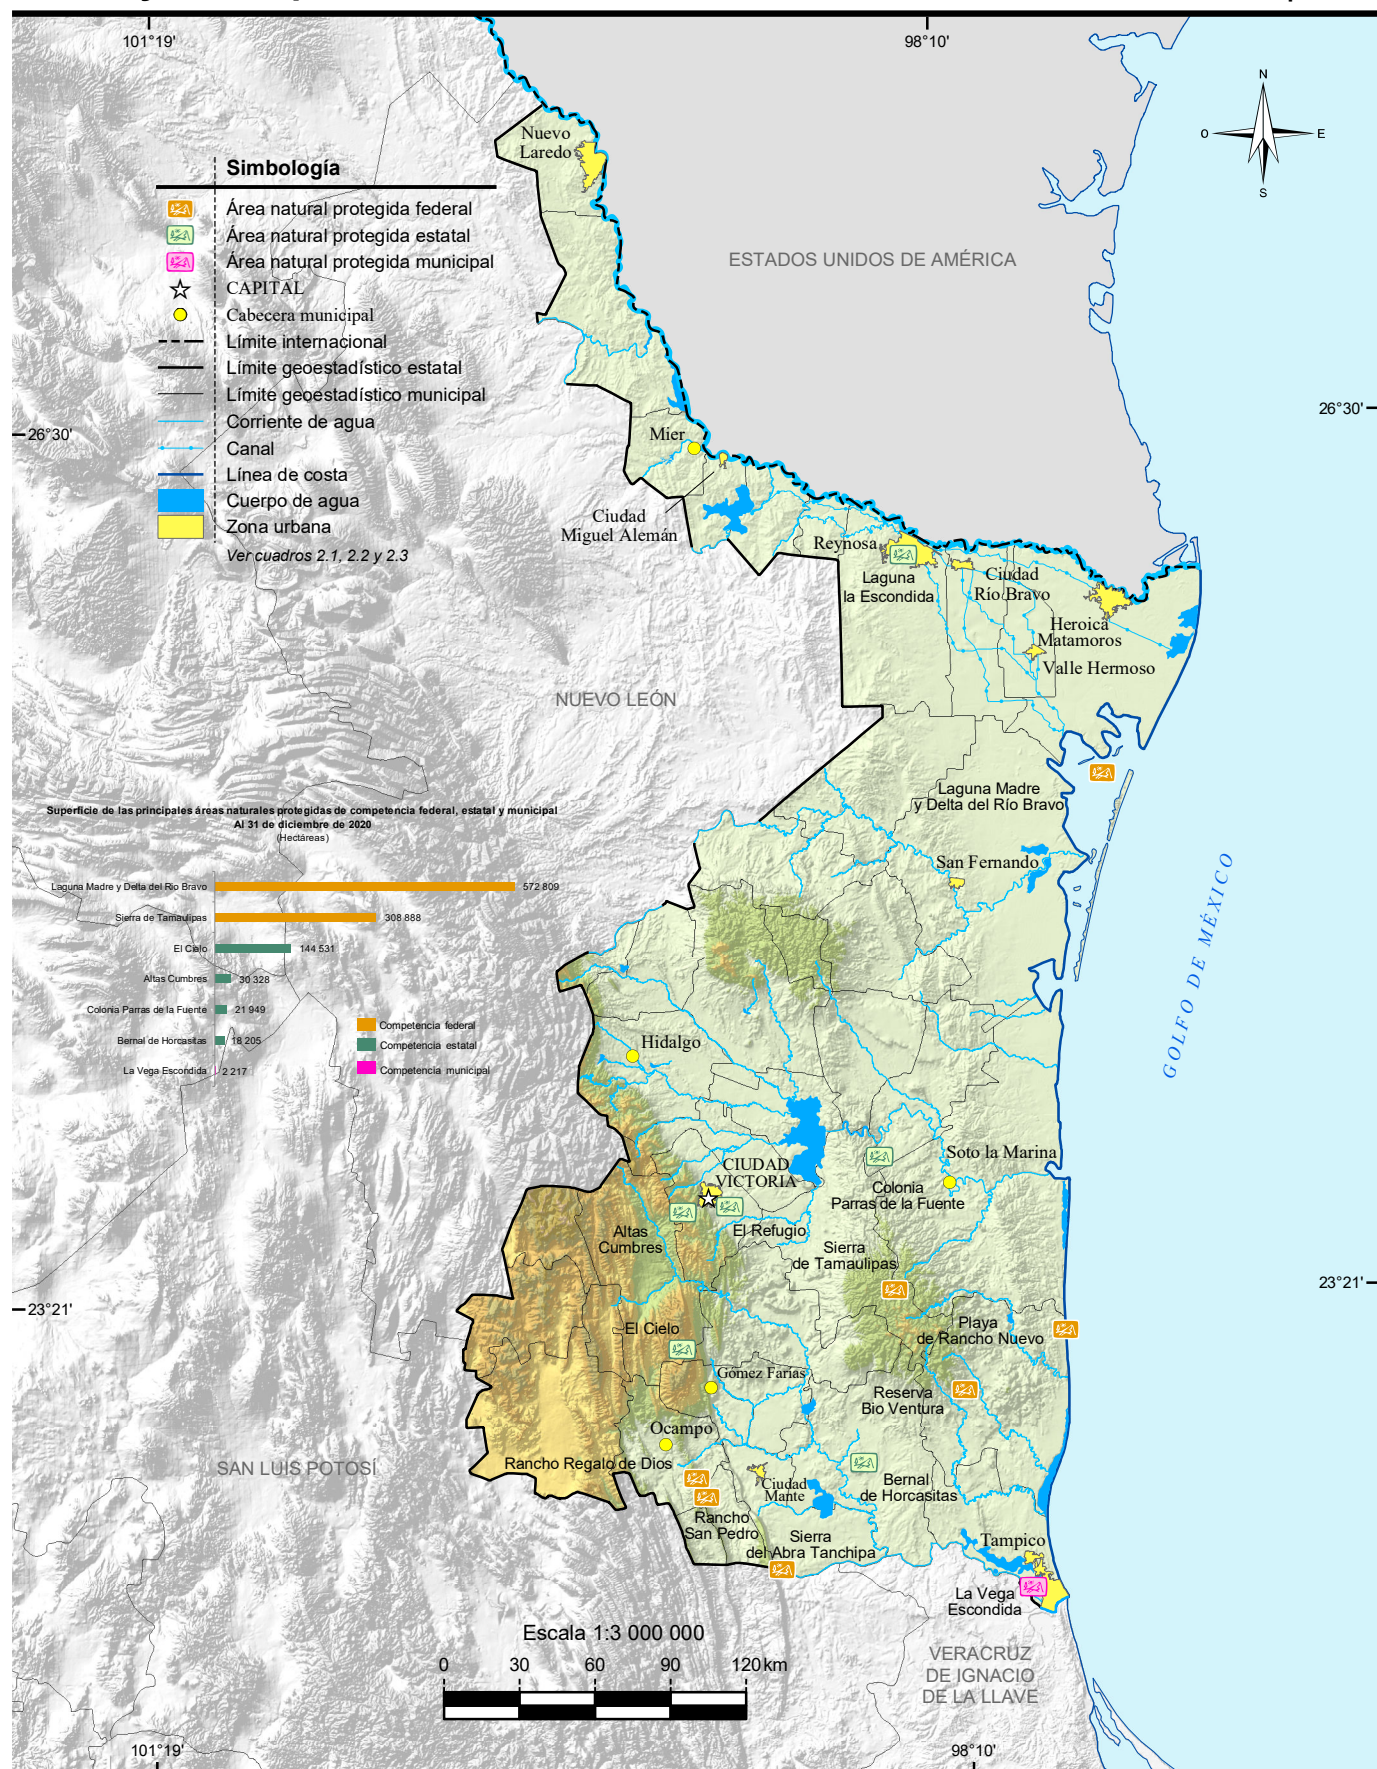 101°19'
98°10'
N
O
E
S
Nuevo
Laredo
Simbología
Área natural protegida federal
Área natural protegida estatal
Área natural protegida municipal
CAPITAL
Cabecera municipal
Límite internacional
Límite geoestadístico estatal
Límite geoestadístico municipal
Corriente de agua
Canal
Línea de costa
Cuerpo de agua
Zona urbana
Ver cuadros 2.1, 2.2 y 2.3
ESTADOS UNIDOS DE AMÉRICA
26°30'
26°30'
Mier
Ciudad
Miguel Alemán
Reynosa
Laguna
la Escondida
Ciudad
Río Bravo
Heroica
Matamoros
Valle Hermoso
NUEVO LEÓN
Laguna Madre
y Delta del Río Bravo
San Fernando
GOLFO DE MÉXICO
Superficie de las principales áreas naturales protegidas de competencia federal, estatal y municipal
Al 31 de diciembre de 2020
(Hectáreas)
Laguna Madre y Delta del Río Bravo 572 809
Sierra de Tamaulipas 308 888
El Cielo 144 531
Altas Cumbres 30 328
Colonia Parras de la Fuente 21 949
Bernal de Horcasitas 18 205
La Vega Escondida 2 217
Competencia federal
Competencia estatal
Competencia municipal
Hidalgo
Soto la Marina
CIUDAD
VICTORIA
Colonia
Parras de la Fuente
El Refugio
Altas
Cumbres
Sierra
de Tamaulipas
23°21'
23°21'
El Cielo
Playa
de Rancho Nuevo
Gómez Farías
Reserva
Bio Ventura
Ocampo
Rancho Regalo de Dios
SAN LUIS POTOSÍ
Ciudad
Mante
Bernal
de Horcasitas
Rancho
San Pedro
Sierra
del Abra Tanchipa
Tampico
La Vega
Escondida
Escala 1:3 000 000
0 30 60 90 120 km
VERACRUZ
DE IGNACIO
DE LA LLAVE
101°19'
98°10'